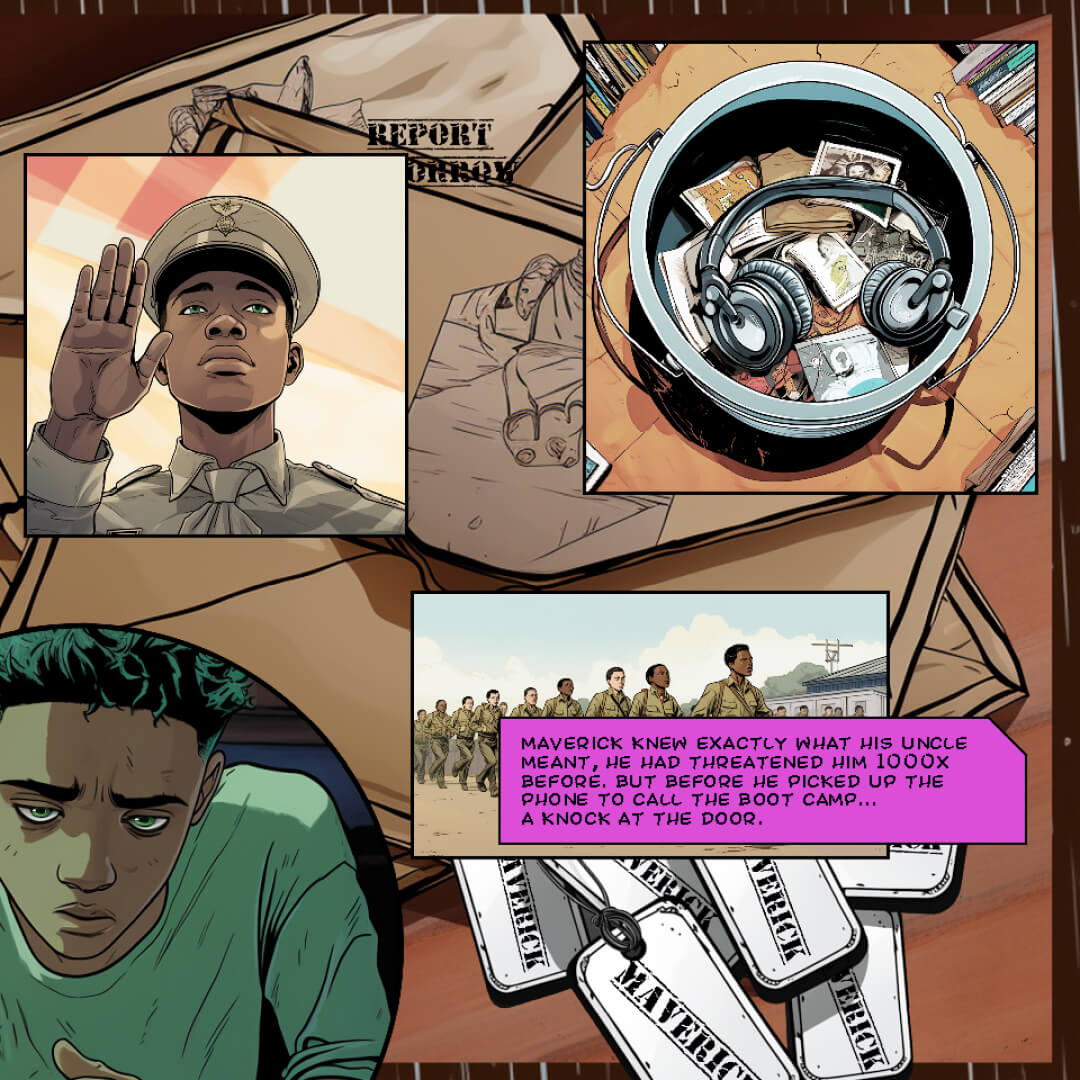 REPORT
MAVERICK KNEW EXACTLY WHAT HIS UNCLE
MEANT, HE HAD THREATENED HIM 1000X
BEFORE. BUT BEFORE HE PICKED UP THE
PHONE TO CALL THE BOOT CAMP...
A KNOCK AT THE DOOR.
MAVERICK
MAVERICK
MAVERICK
MAVERICK
MAVERICK